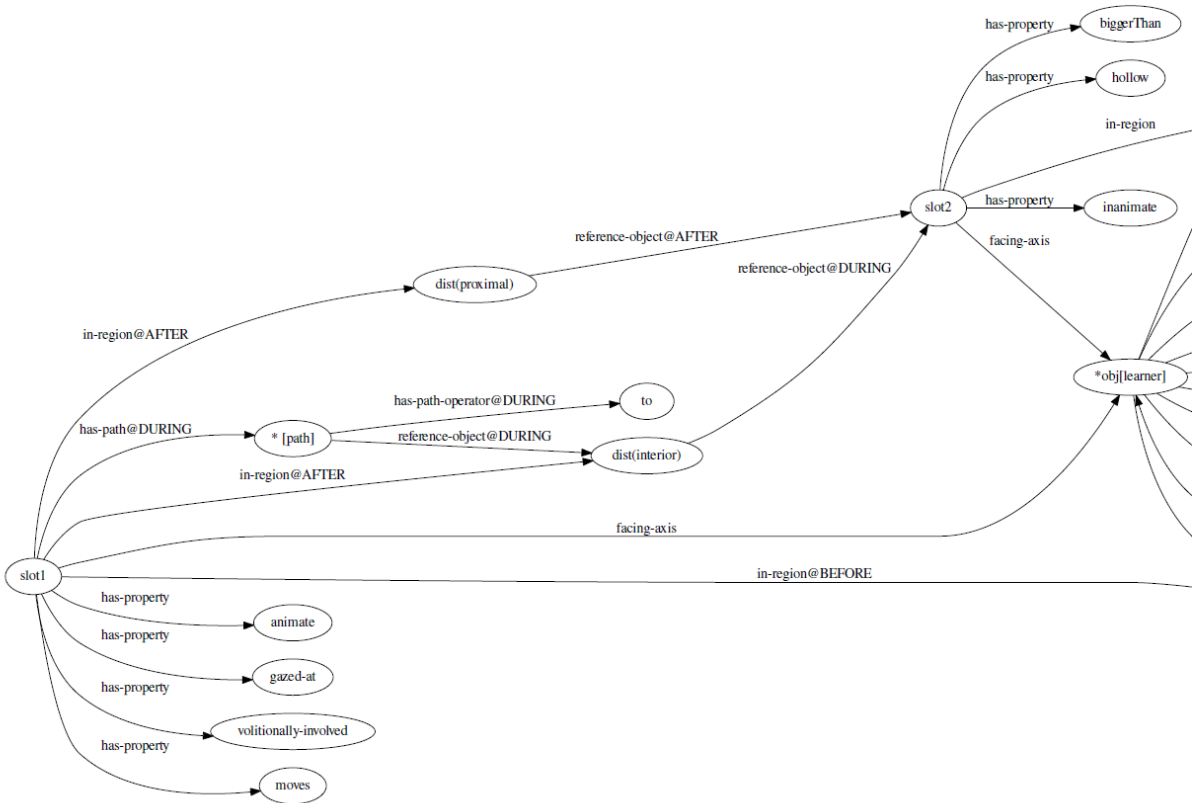 has-property
biggerThan
has-property
hollow
in-region
slot2
has-property
inanimate
reference-object@AFTER
facing-axis
reference-object@DURING
dist(proximal)
in-region@AFTER
*obj[learner]
has-path-operator@DURING
to
has-path@DURING
* [path]
reference-object@DURING
dist(interior)
in-region@AFTER
facing-axis
slot1
in-region@BEFORE
has-property
animate
has-property
gazed-at
has-property
volitionally-involved
has-property
moves